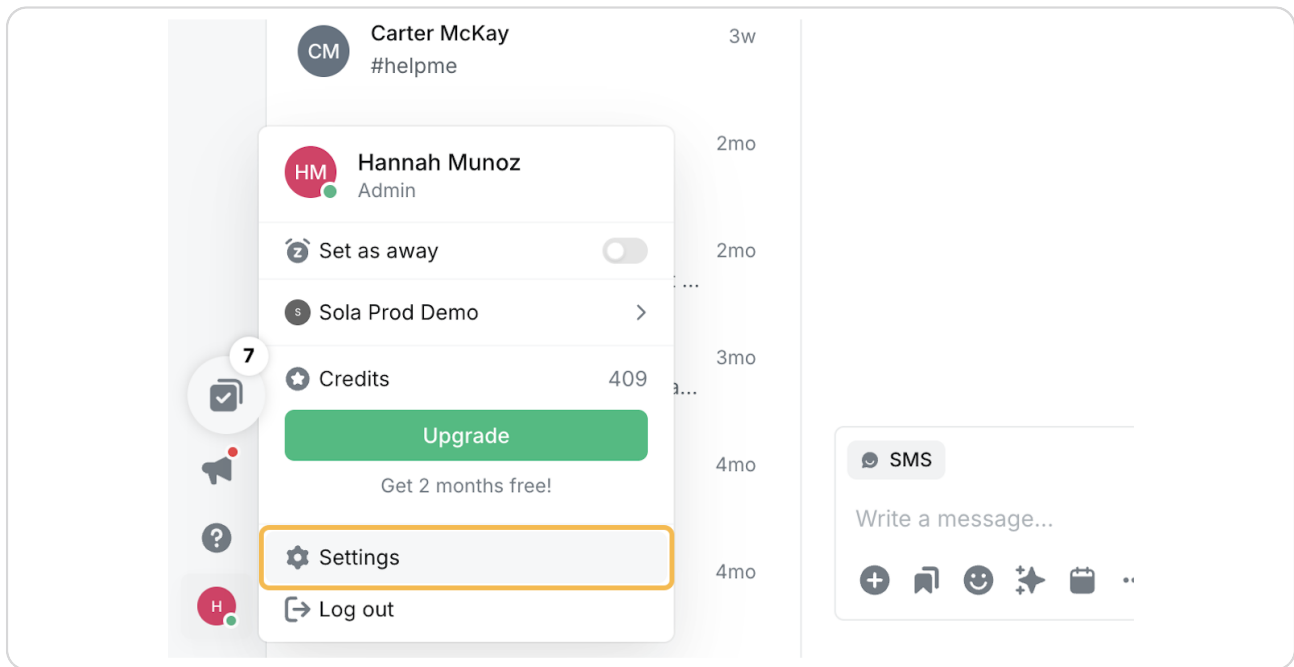 CM
Carter McKay
3w
#helpme
2mo
HM
Hannah Munoz
Admin
z
Set as away
2mo
...
S
Sola Prod Demo
7
3mo
Credits
409
a...
Upgrade
4mo
SMS
Get 2 months free!
Write a message...
?
Settings
4mo
H
Log out